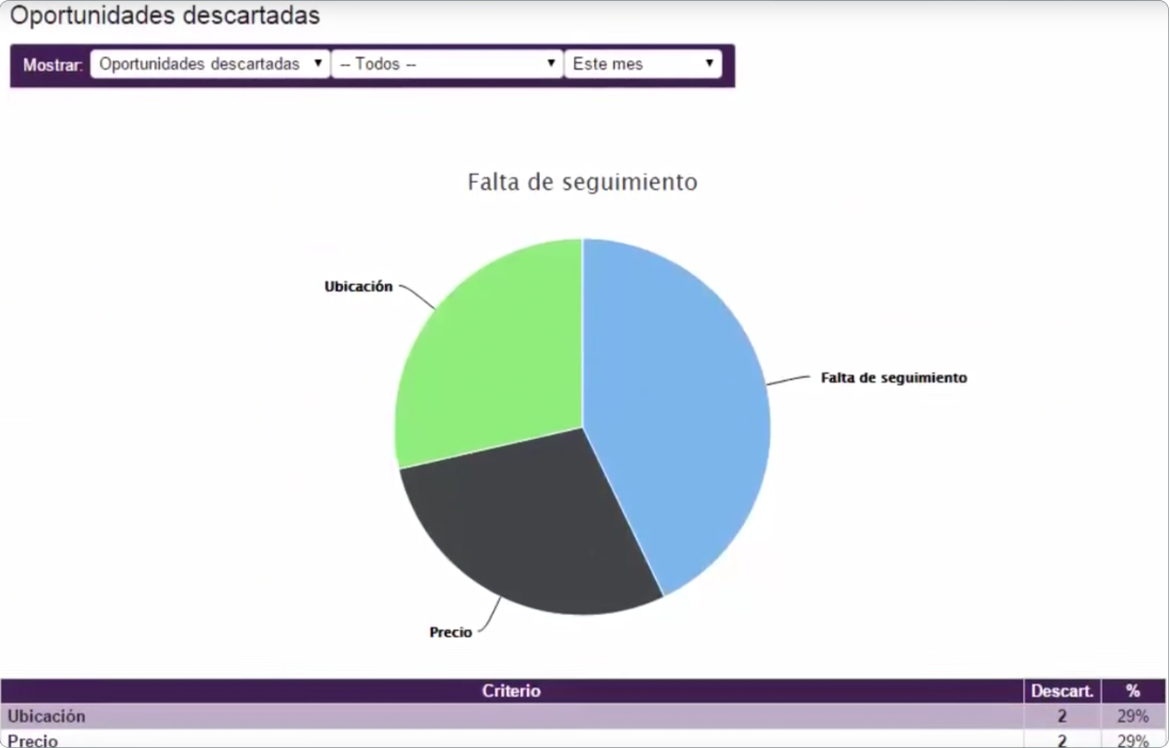 Oportunidades descartadas
Mostrar: Oportunidades descartadas -- Todos -- Este mes
Falta de seguimiento
Ubicación
Falta de seguimiento
Precio
Criterio Descart. %
Ubicación 2 29%
Precio 2 29%